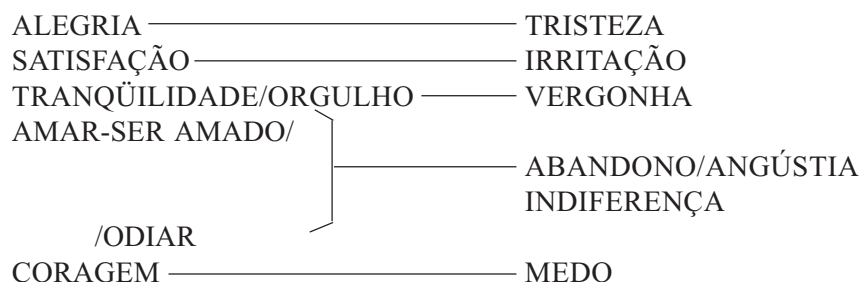 ALEGRIA TRISTEZA
SATISFAÇÃO IRRITAÇÃO
TRANQÜILIDADE/ORGULHO VERGONHA
AMAR-SER AMADO/
ABANDONO/ANGÚSTIA
INDIFERENÇA
/ODIAR
CORAGEM MEDO